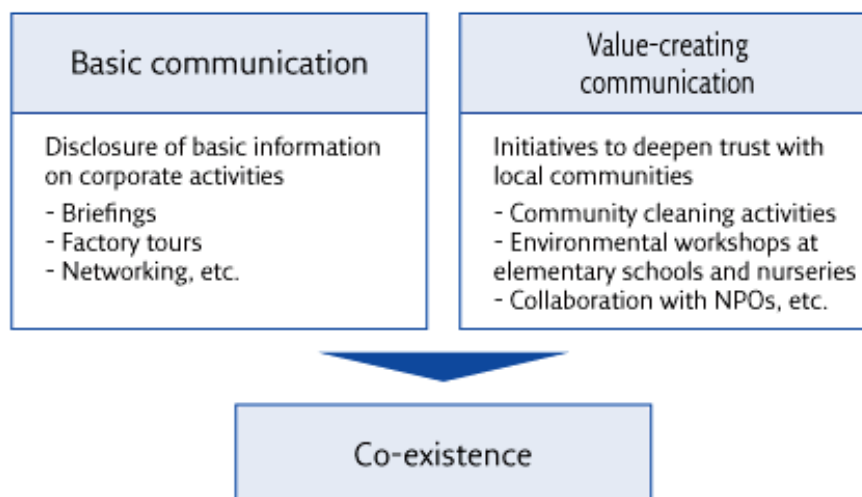 Basic communication
Disclosure of basic information
on corporate activities
- Briefings
- Factory tours
- Networking, etc.
Value-creating
communication
Initiatives to deepen trust with
local communities
- Community cleaning activities
- Environmental workshops at
elementary schools and nurseries
- Collaboration with NPOs, etc.
Co-existence